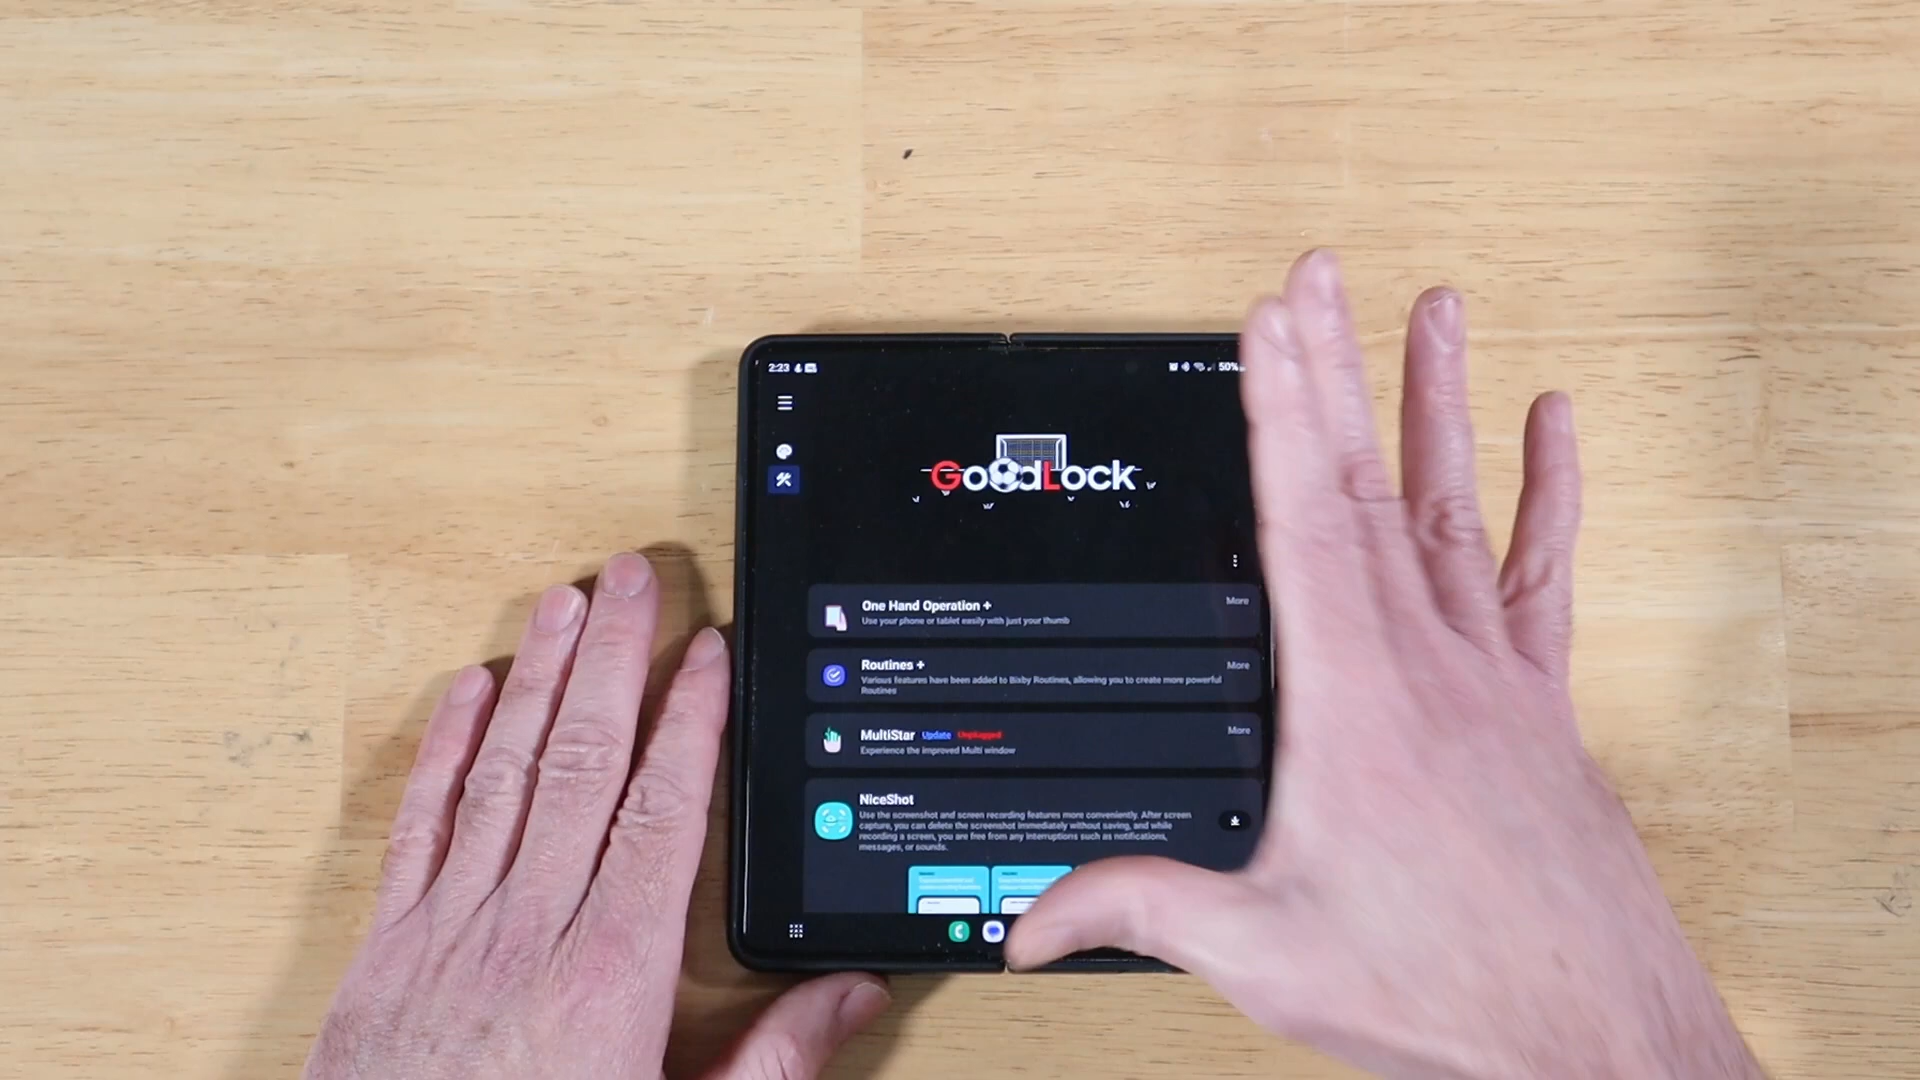 2:23
50%
GoodLock
One Hand Operation +
More
Use your phone or tablet easily with just your thumb
Routines +
More
Various features have been added to Bixby Routines, allowing you to create more powerful
Routines
MultiStar Update Unplugged
More
Experience the improved Multi window
NiceShot
Use the screenshot and screen recording features more conveniently. After screen
capture, you can delete the screenshot immediately without saving, and while
recording a screen, you are free from any interruptions such as notifications,
messages, or sounds.